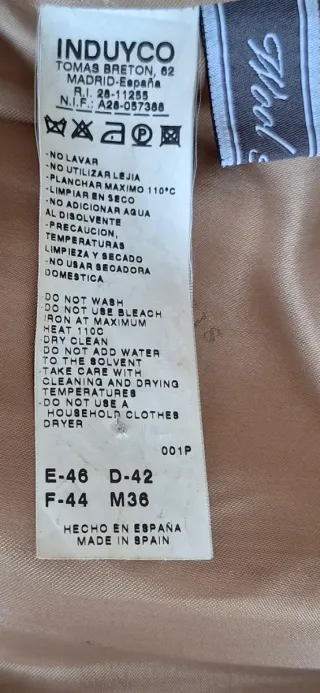 INDUYCO
TOMAS BRETON, 62
MADRID-España
R.I. 28-11255
N.I.F.: A28-057386
-NO LAVAR
-NO UTILIZAR LEJIA
-PLANCHAR MAXIMO 110°C
-LIMPIAR EN SECO
-NO ADICIONAR AGUA
AL DISOLVENTE
-PRECAUCION,
TEMPERATURAS
LIMPIEZA Y SECADO
-NO USAR SECADORA
DOMESTICA
DO NOT WASH
DO NOT USE BLEACH
IRON AT MAXIMUM
HEAT 110C
-DRY CLEAN
DO NOT ADD WATER
TO THE SOLVENT
-TAKE CARE WITH
CLEANING AND DRYING
TEMPERATURES
-DO NOT USE A
HOUSEHOLD CLOTHES
DRYER
001P
E-46 D-42
F-44 M36
HECHO EN ESPAÑA
MADE IN SPAIN
Wool